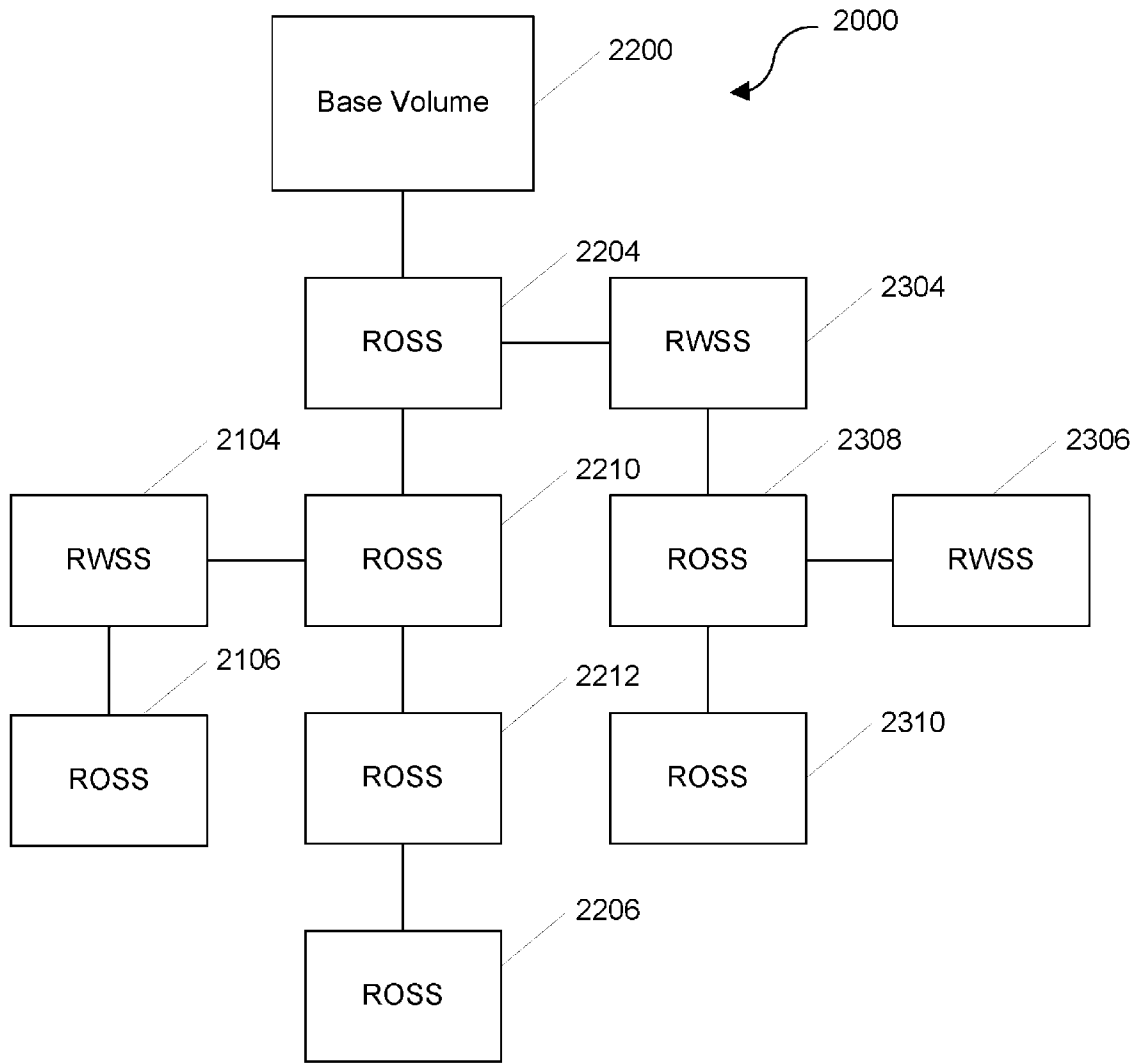 2000
2200
Base Volume
2204
2304
ROSS
RWSS
2104
2210
2308
2306
RWSS
ROSS
ROSS
RWSS
2106
2212
2310
ROSS
ROSS
ROSS
2206
ROSS